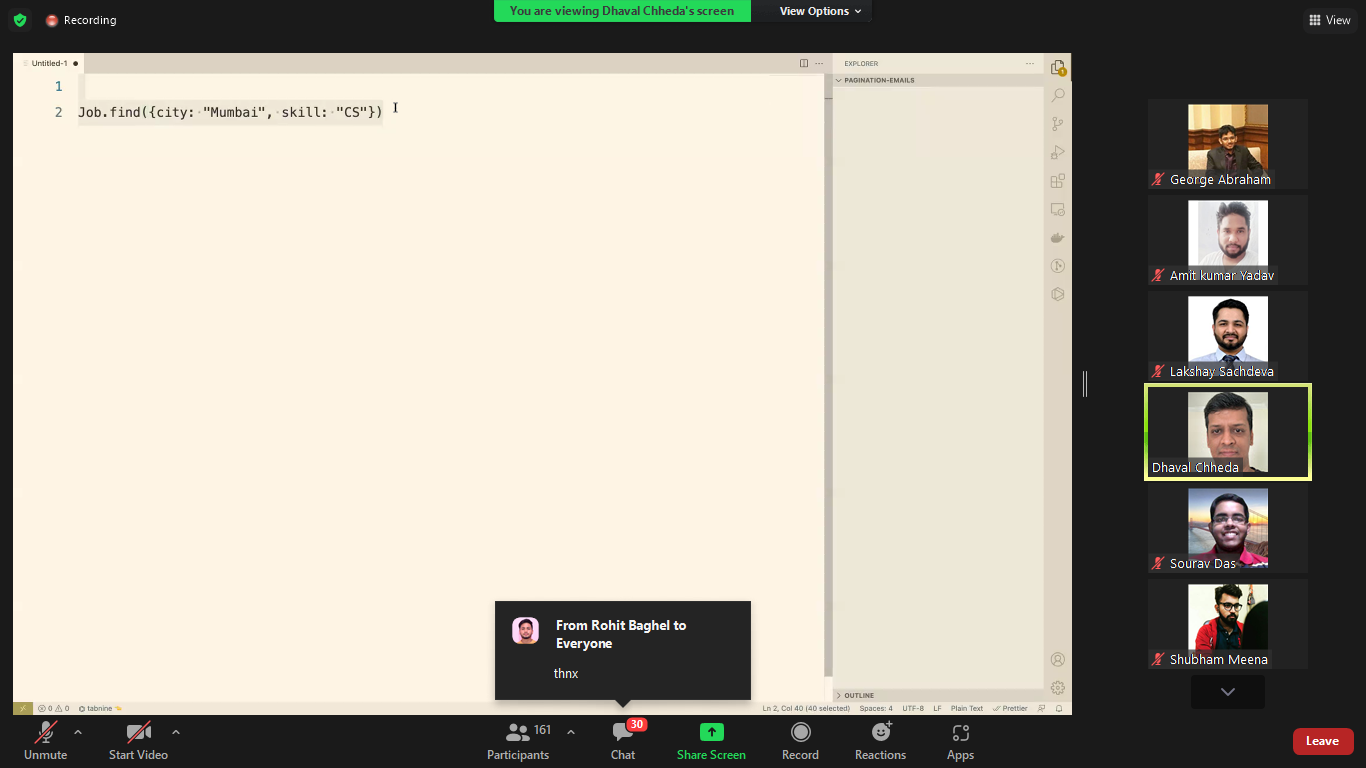 Recording
You are viewing Dhaval Chheda's screen
View Options
View
Untitled-1
EXPLORER
PAGINATION-EMAILS
1
2
Job.find({city: "Mumbai", skill: "CS"})
1
George Abraham
Amit kumar Yadav
Lakshay Sachdeva
Dhaval Chheda
Sourav Das
Shubham Meena
From Rohit Baghel to
Everyone
thnx
OUTLINE
0 0 tabnine
Ln 2, Col 40 (40 selected) Spaces: 4 UTF-8 LF Plain Text Prettier
Unmute
Start Video
161
Participants
30
Chat
Share Screen
Record
Reactions
Apps
Leave